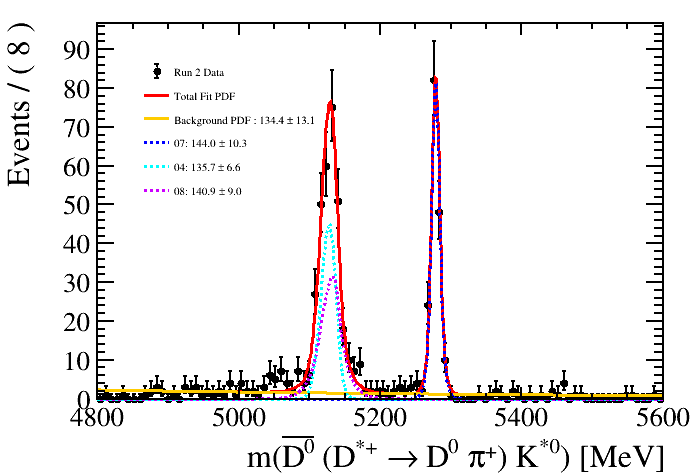 Events / ( 8 )
90
80
70
60
50
40
30
20
10
0
Run 2 Data
Total Fit PDF
Background PDF : 134.4 ± 13.1
07: 144.0 ± 10.3
04: 135.7 ± 6.6
08: 140.9 ± 9.0
4800 5000 5200 5400 5600
m(D̅⁰ (D*⁺ → D⁰ π⁺) K*⁰) [MeV]